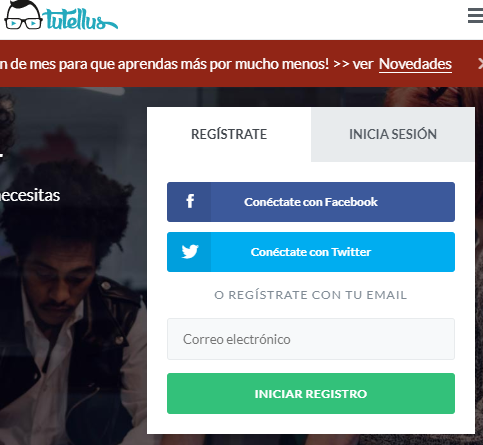 tutellus
n de mes para que aprendas más por mucho menos! >> ver Novedades
REGÍSTRATE
INICIA SESIÓN
ecesitas
Conéctate con Facebook
Conéctate con Twitter
O REGÍSTRATE CON TU EMAIL
Correo electrónico
INICIAR REGISTRO